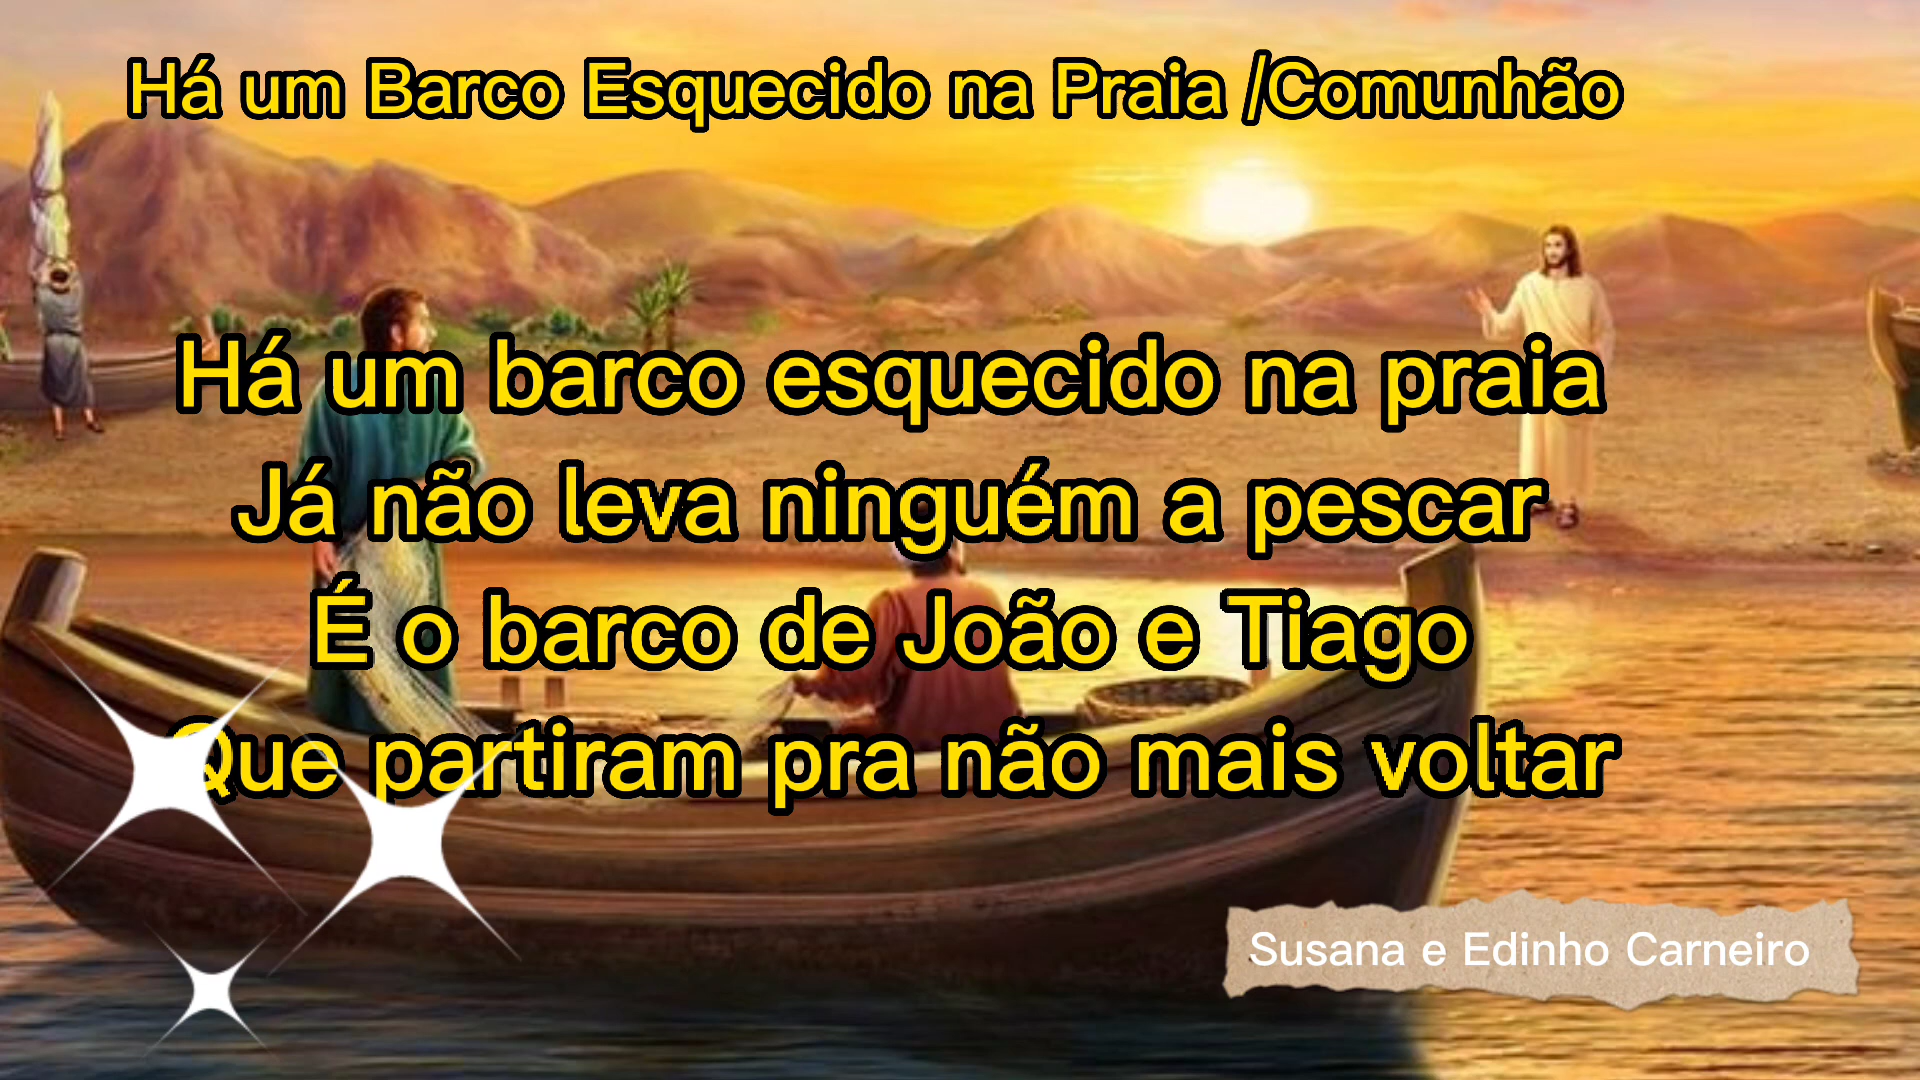 Há um Barco Esquecido na Praia /Comunhão
Há um barco esquecido na praia
Já não leva ninguém a pescar
É o barco de João e Tiago
Que partiram pra não mais voltar
Susana e Edinho Carneiro